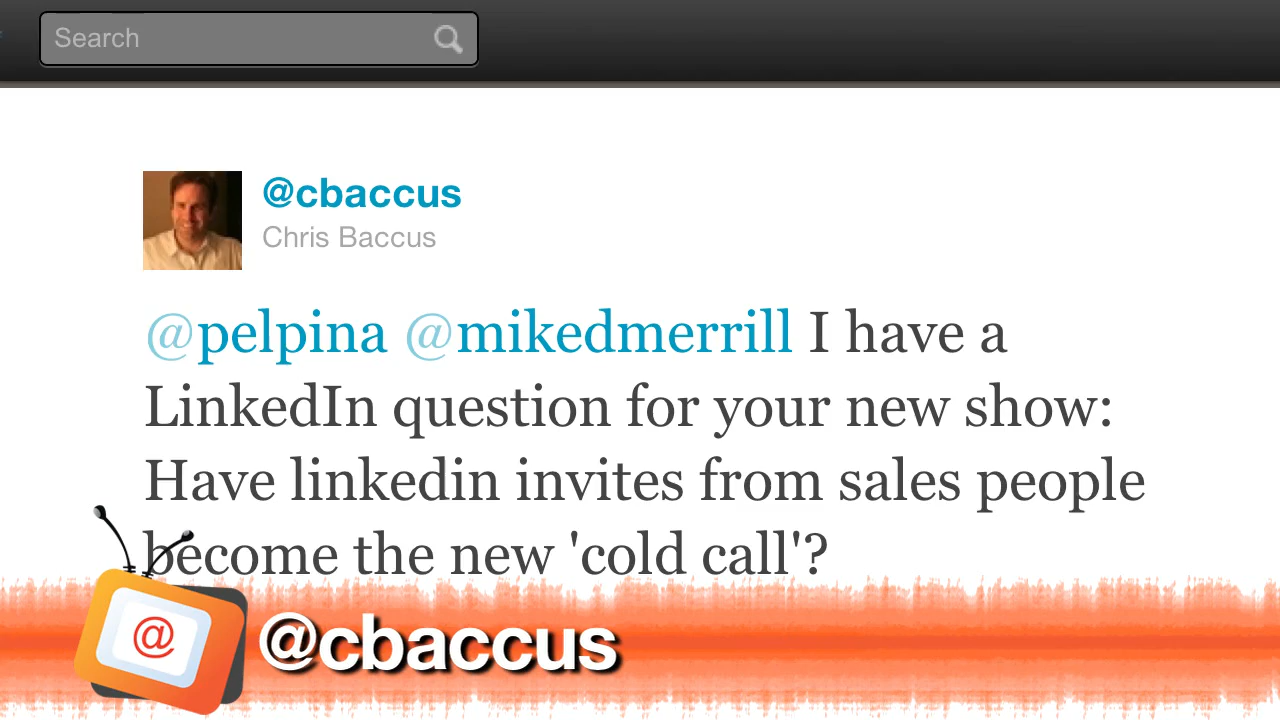 Search
@cbaccus
Chris Baccus
@pelpina @mikedmerrill I have a
LinkedIn question for your new show:
Have linkedin invites from sales people
become the new 'cold call'?
@
@cbaccus